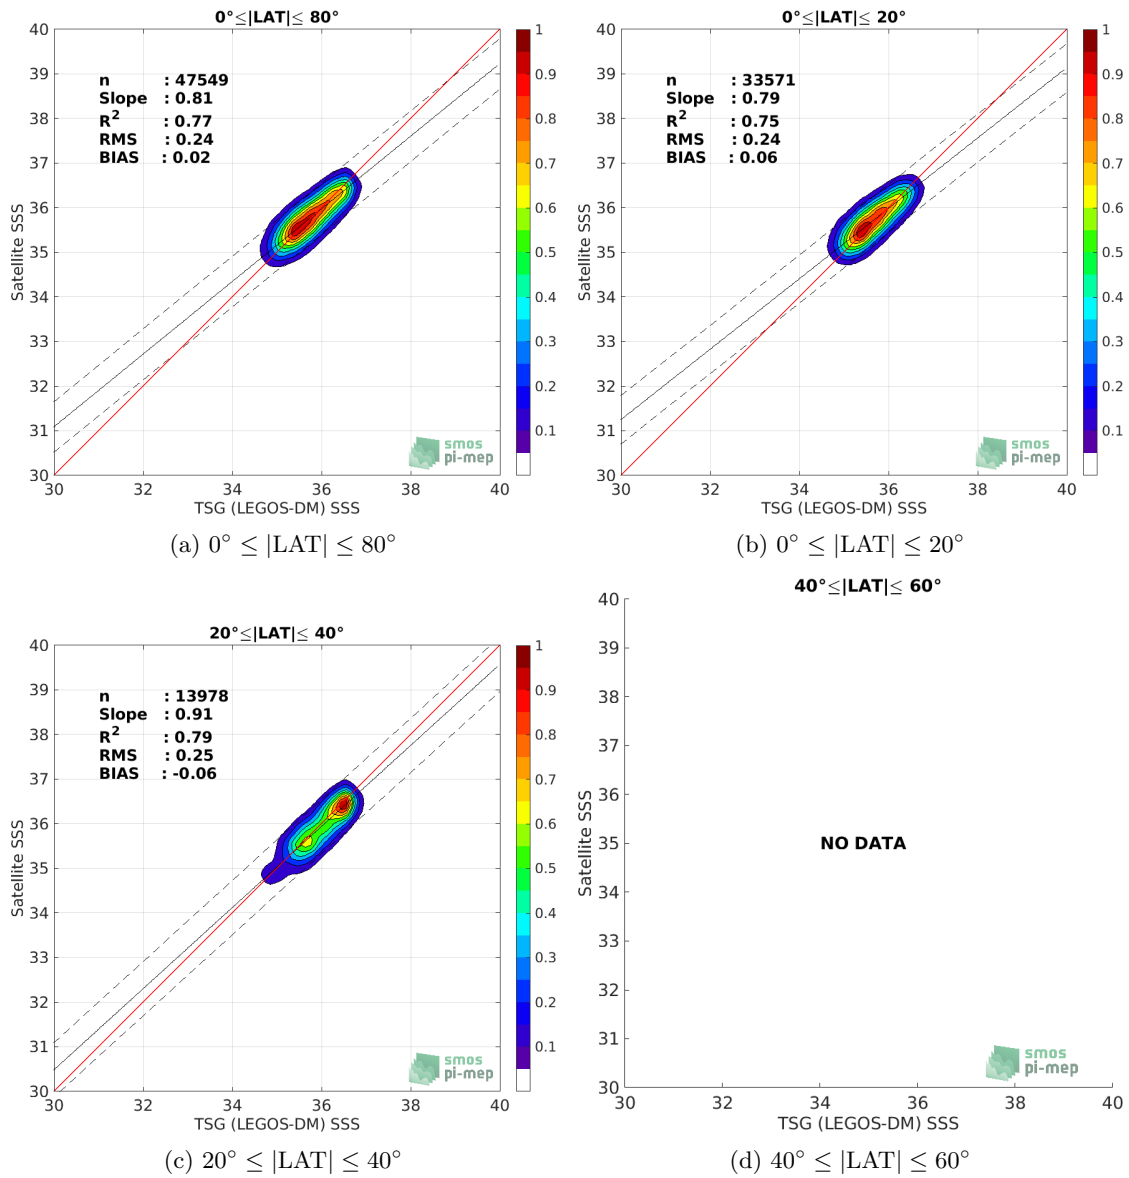 0°≤|LAT|≤ 80°
n : 47549
Slope : 0.81
R2 : 0.77
RMS : 0.24
BIAS : 0.02
40
39
38
37
36
35
34
33
32
31
30
Satellite SSS
30 32 34 36 38 40
TSG (LEGOS-DM) SSS
1
0.9
0.8
0.7
0.6
0.5
0.4
0.3
0.2
0.1
smos
pi-mep
(a) 0° ≤ |LAT| ≤ 80°
0°≤|LAT|≤ 20°
n : 33571
Slope : 0.79
R2 : 0.75
RMS : 0.24
BIAS : 0.06
40
39
38
37
36
35
34
33
32
31
30
Satellite SSS
30 32 34 36 38 40
TSG (LEGOS-DM) SSS
1
0.9
0.8
0.7
0.6
0.5
0.4
0.3
0.2
0.1
smos
pi-mep
(b) 0° ≤ |LAT| ≤ 20°
20°≤|LAT|≤ 40°
n : 13978
Slope : 0.91
R2 : 0.79
RMS : 0.25
BIAS : -0.06
40
39
38
37
36
35
34
33
32
31
30
Satellite SSS
30 32 34 36 38 40
TSG (LEGOS-DM) SSS
1
0.9
0.8
0.7
0.6
0.5
0.4
0.3
0.2
0.1
smos
pi-mep
(c) 20° ≤ |LAT| ≤ 40°
40°≤|LAT|≤ 60°
40
39
38
37
36
35
34
33
32
31
30
Satellite SSS
NO DATA
30 32 34 36 38 40
TSG (LEGOS-DM) SSS
smos
pi-mep
(d) 40° ≤ |LAT| ≤ 60°